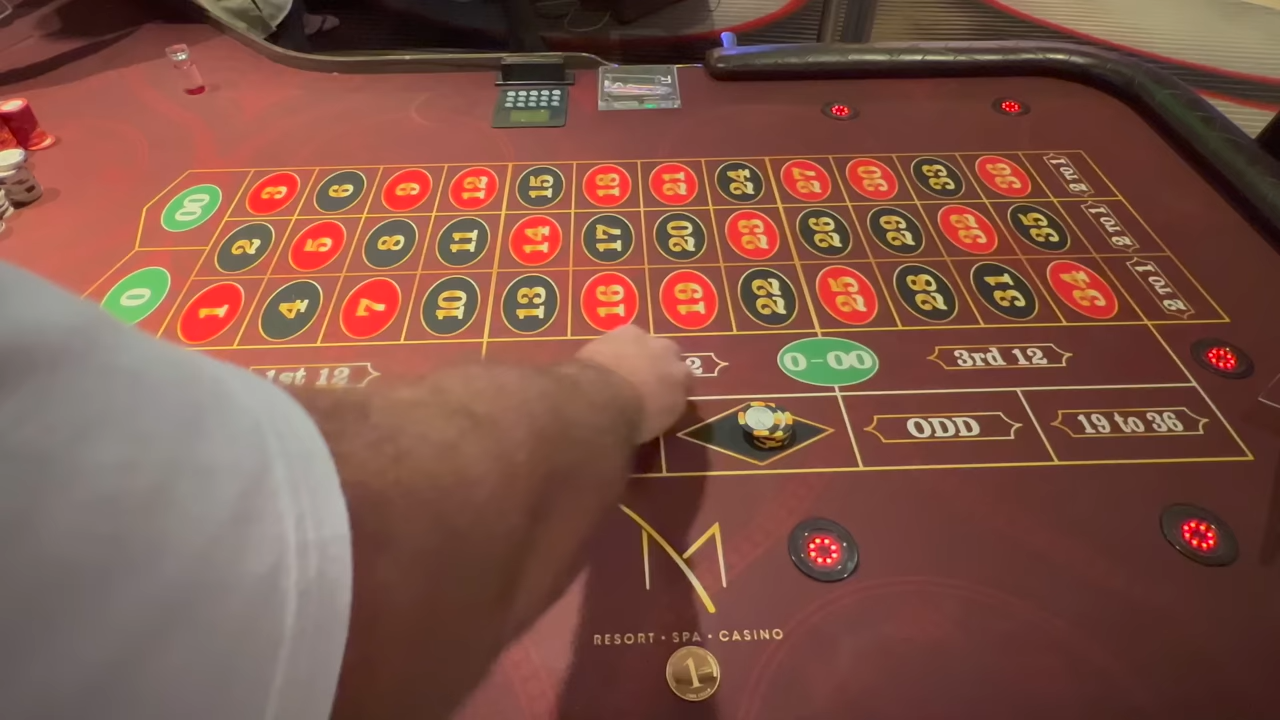 00 3 6 9 12 15 18 21 24 27 30 33 36 2 TO 1
2 5 8 11 14 17 20 23 26 29 32 35 2 TO 1
0 1 4 7 10 13 16 19 22 25 28 31 34 2 TO 1
1st 12 2 0-00 3rd 12
ODD 19 to 36
M
RESORT • SPA • CASINO
1